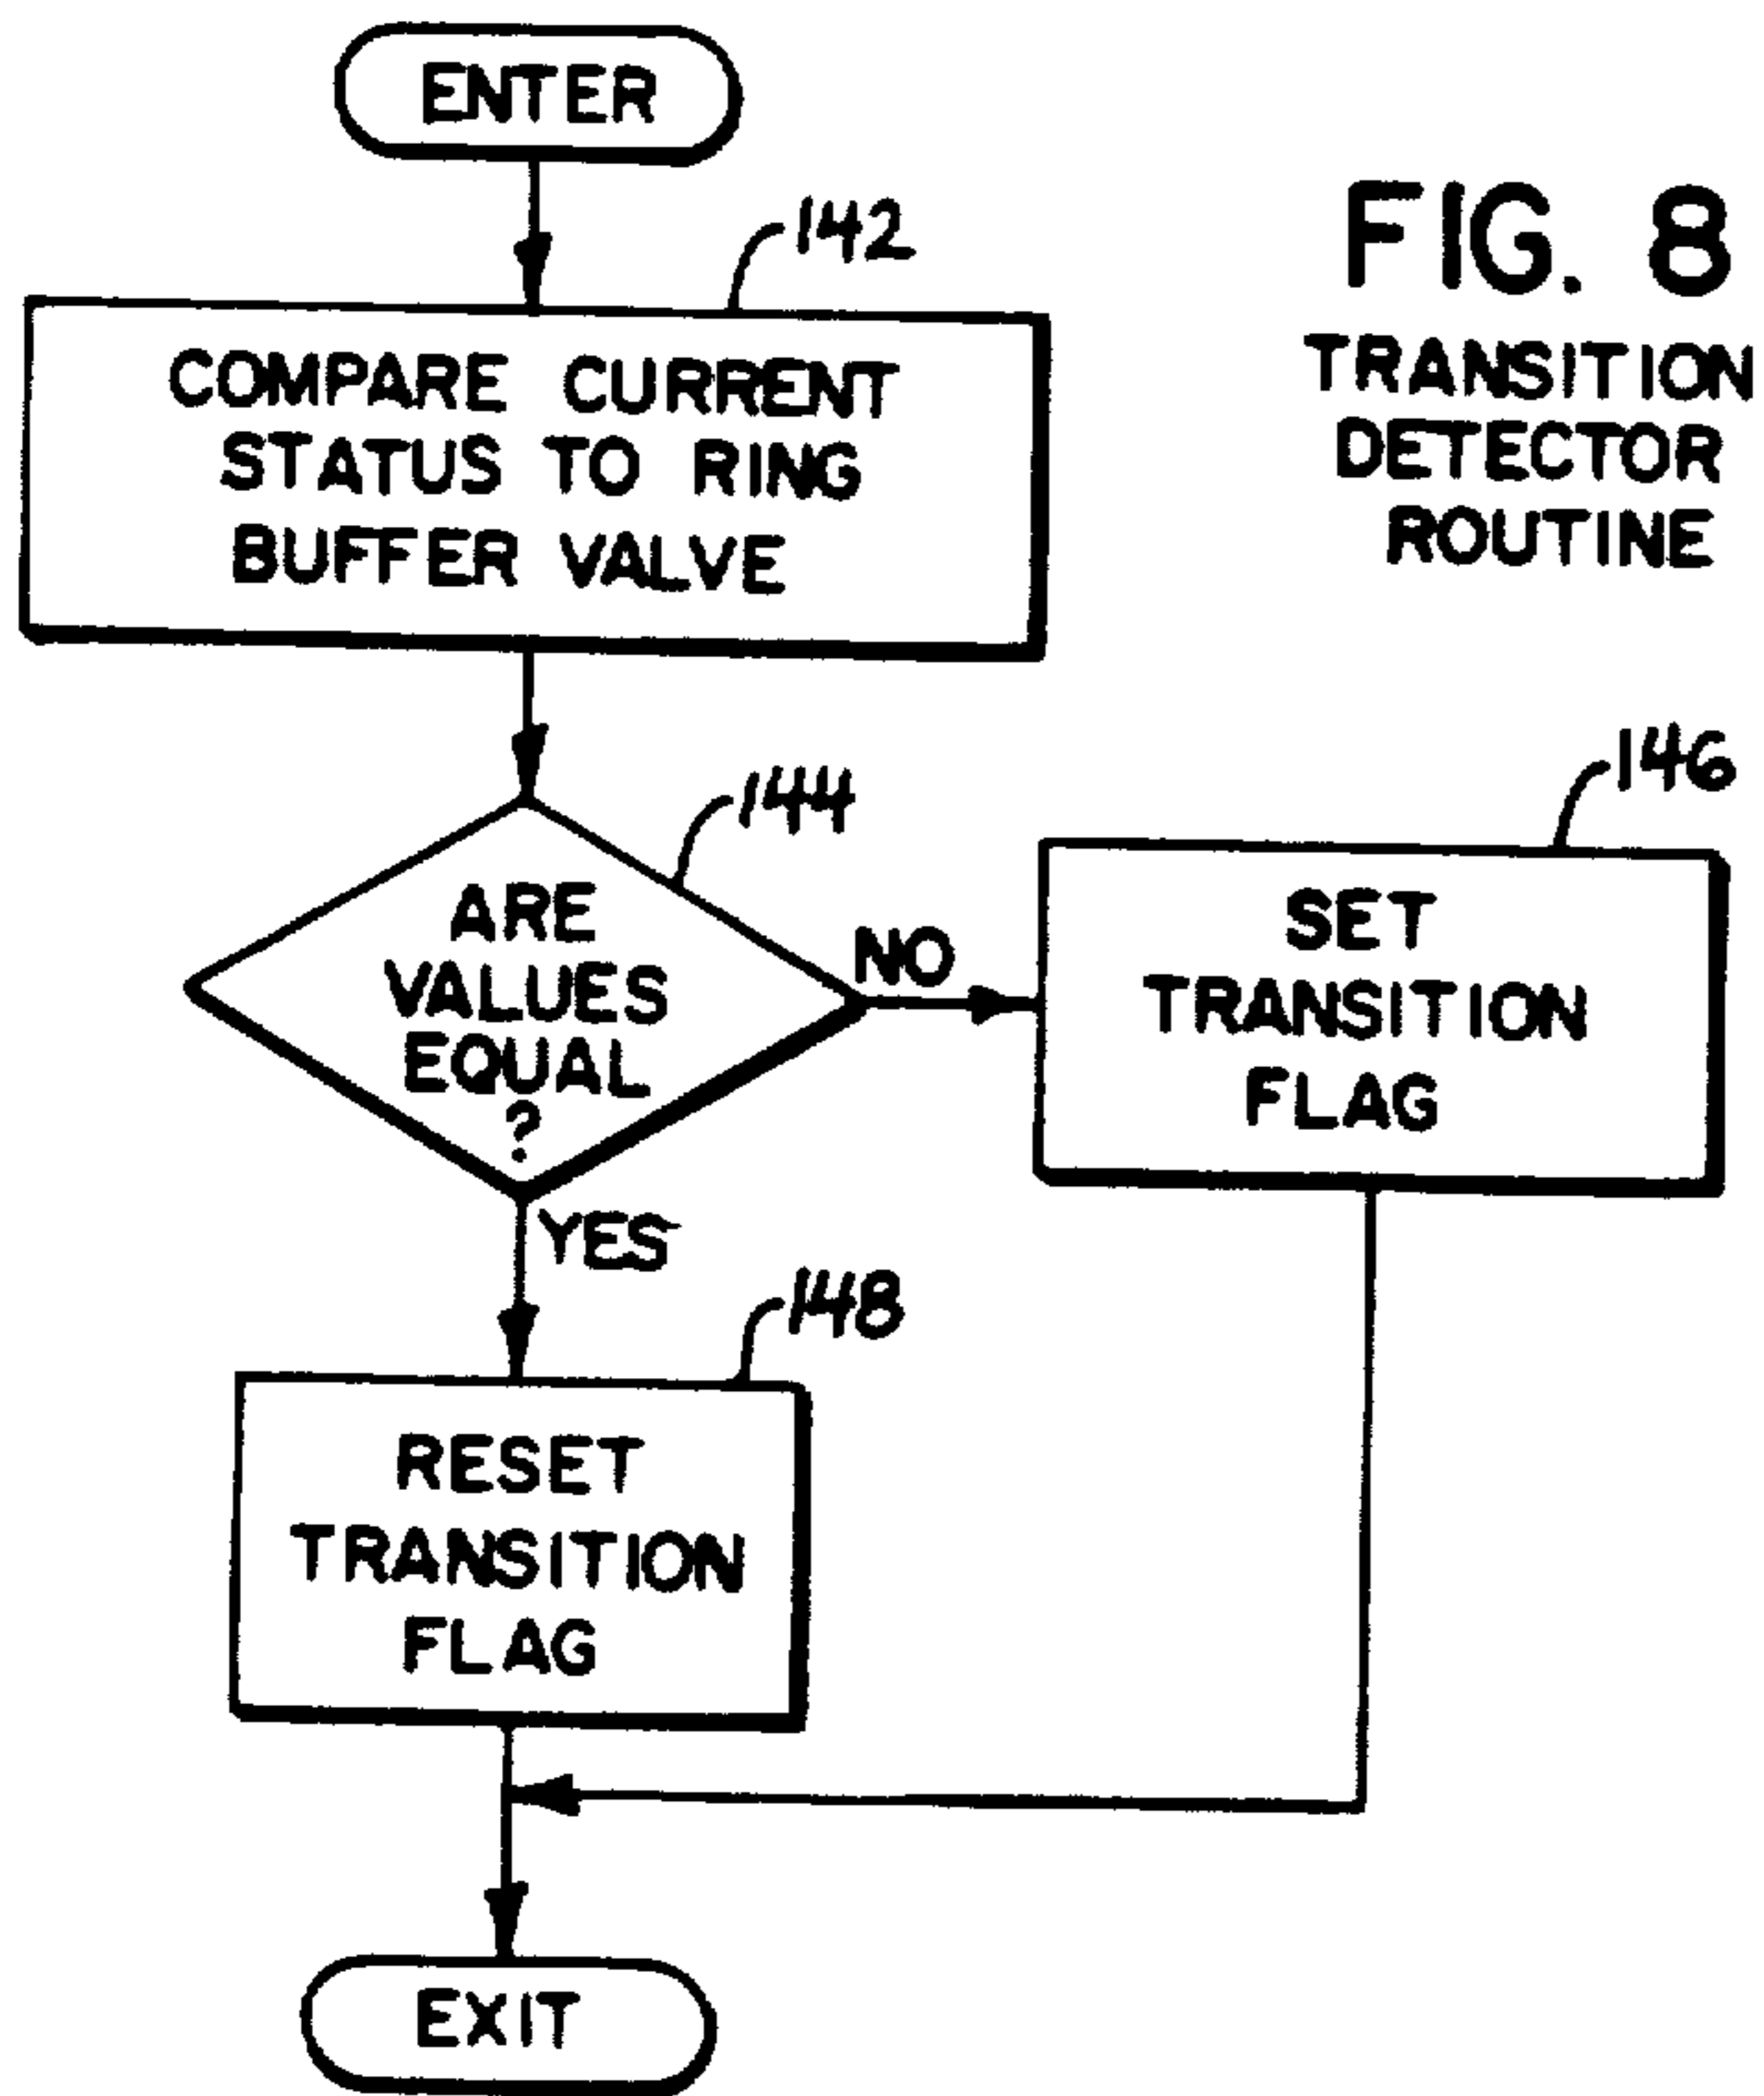 ENTER
142
COMPARE CURRENT
STATUS TO RING
BUFFER VALVE
FIG. 8
TRANSITION
DETECTOR
ROUTINE
144
ARE
VALUES
EQUAL
?
NO
YES
146
SET
TRANSITION
FLAG
148
RESET
TRANSITION
FLAG
EXIT